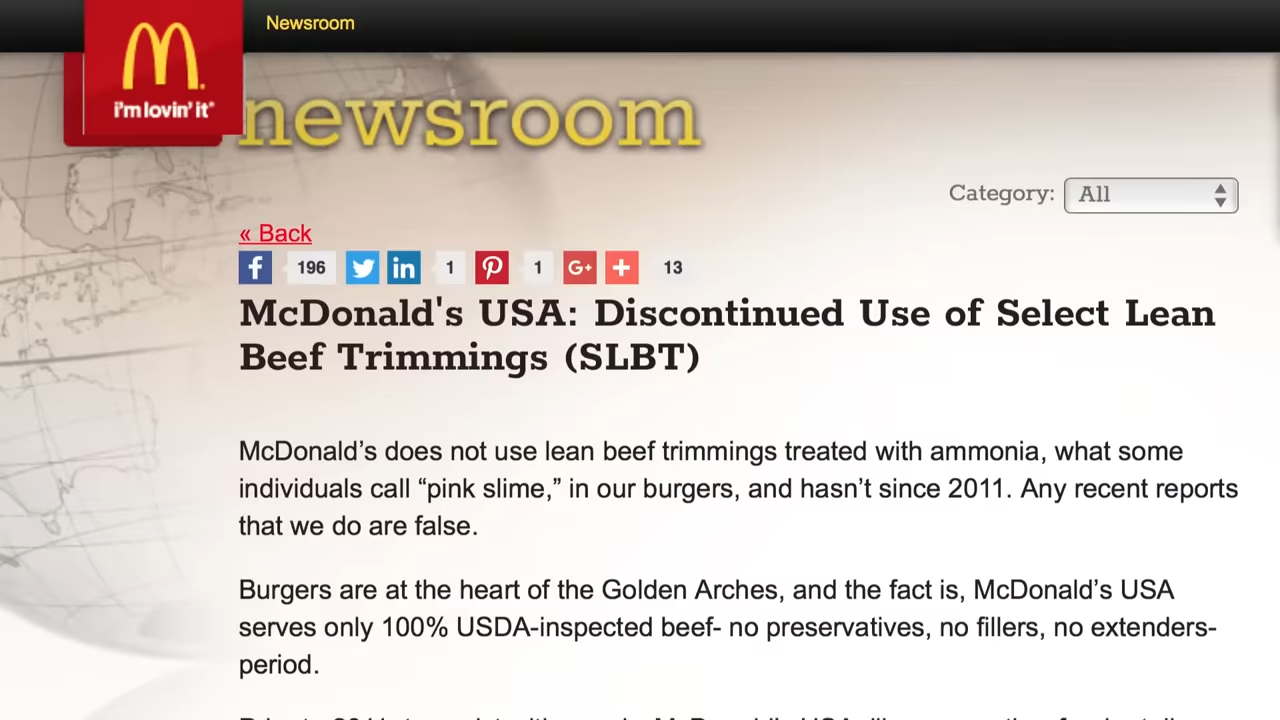 Newsroom
i'm lovin' it
newsroom
Category: All
« Back
196 1 1 G+ 13
McDonald's USA: Discontinued Use of Select Lean
Beef Trimmings (SLBT)
McDonald’s does not use lean beef trimmings treated with ammonia, what some
individuals call “pink slime,” in our burgers, and hasn’t since 2011. Any recent reports
that we do are false.
Burgers are at the heart of the Golden Arches, and the fact is, McDonald’s USA
serves only 100% USDA-inspected beef- no preservatives, no fillers, no extenders-
period.